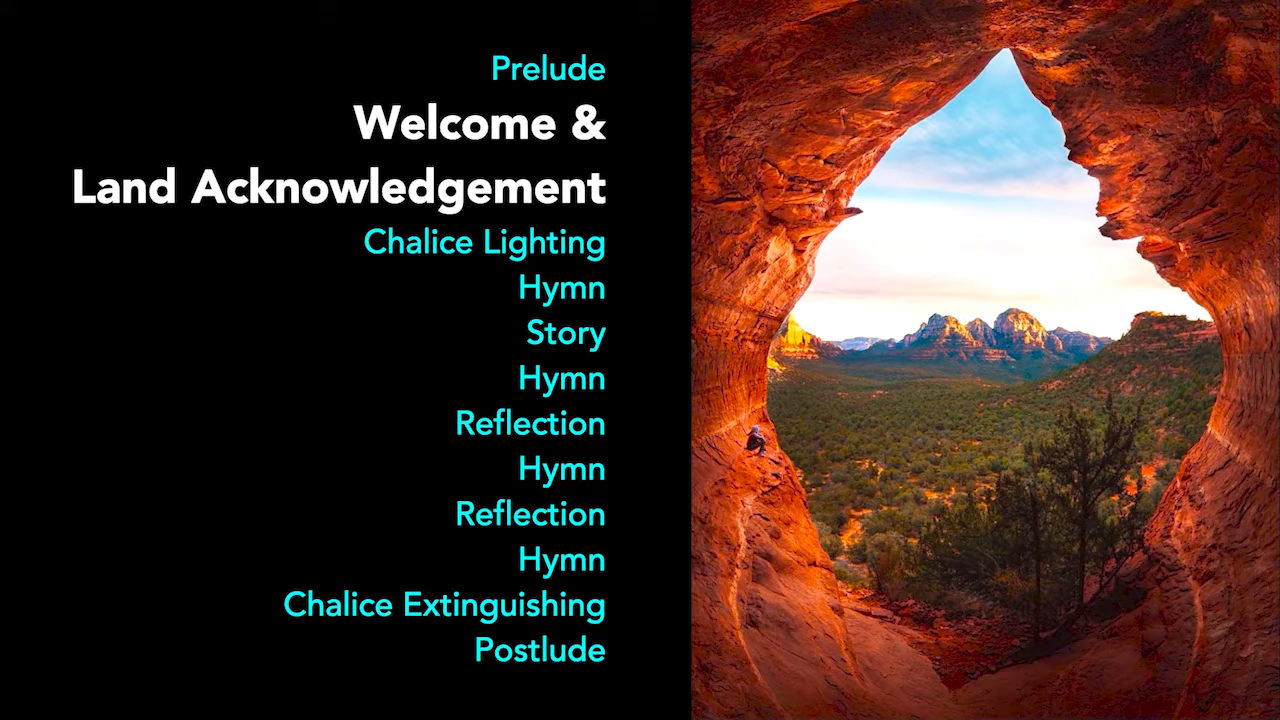 Prelude
Welcome &
Land Acknowledgement
Chalice Lighting
Hymn
Story
Hymn
Reflection
Hymn
Reflection
Hymn
Chalice Extinguishing
Postlude